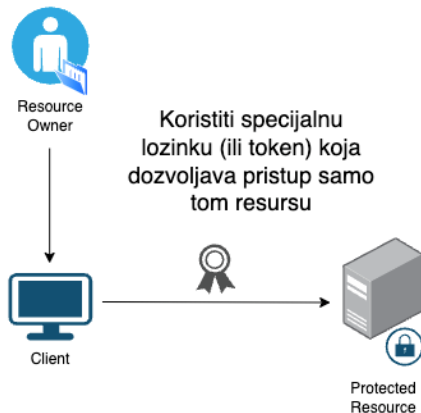 Resource
Owner
Koristiti specijalnu
lozinku (ili token) koja
dozvoljava pristup samo
tom resursu
Client
Protected
Resource